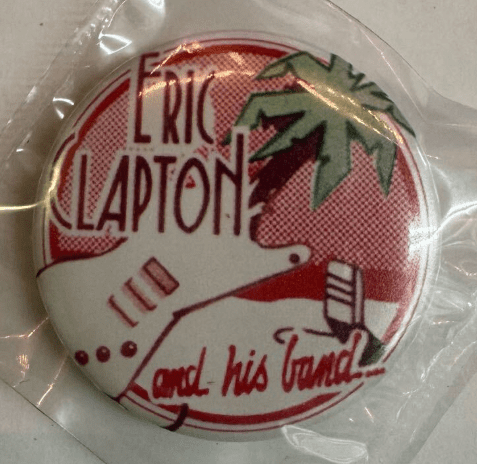 ERIC
CLAPTON
and his band...